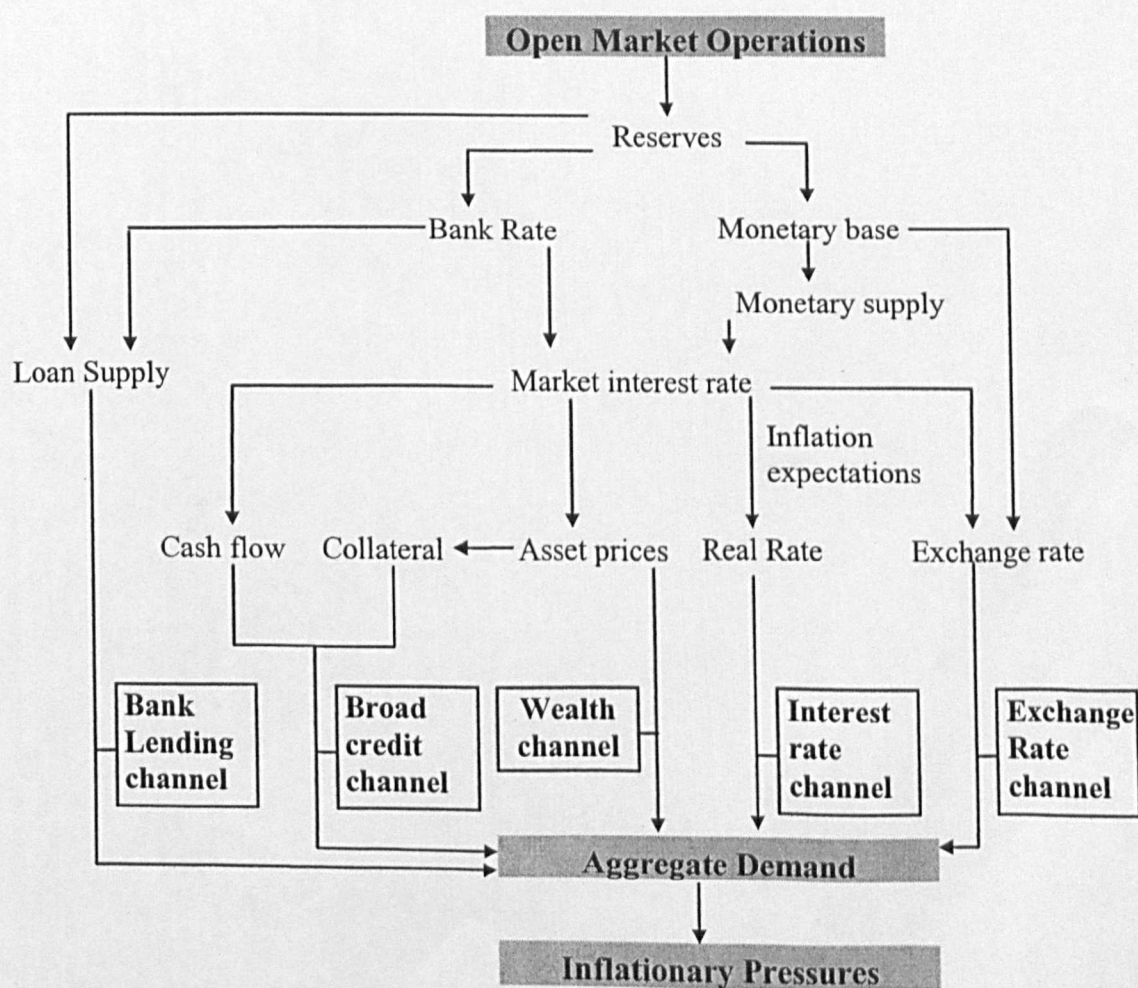 Open Market Operations
Reserves
Bank Rate
Monetary base
Monetary supply
Loan Supply
Market interest rate
Inflation
expectations
Cash flow
Collateral
Asset prices
Real Rate
Exchange rate
Bank
Lending
channel
Broad
credit
channel
Wealth
channel
Interest
rate
channel
Exchange
Rate
channel
Aggregate Demand
Inflationary Pressures